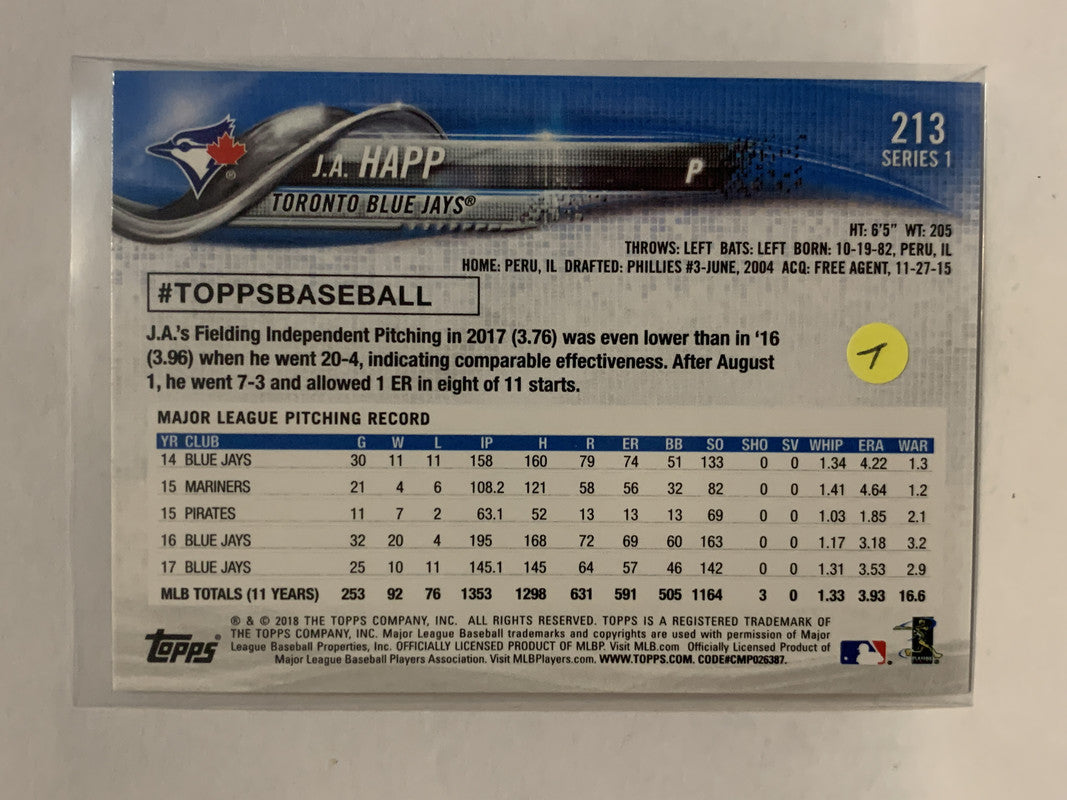 213
SERIES 1
J.A. HAPP P
TORONTO BLUE JAYS®
HT: 6'5" WT: 205
THROWS: LEFT BATS: LEFT BORN: 10-19-82, PERU, IL
HOME: PERU, IL DRAFTED: PHILLIES #3-JUNE, 2004 ACQ: FREE AGENT, 11-27-15
#TOPPSBASEBALL
J.A.'s Fielding Independent Pitching in 2017 (3.76) was even lower than in '16
(3.96) when he went 20-4, indicating comparable effectiveness. After August
1, he went 7-3 and allowed 1 ER in eight of 11 starts.
MAJOR LEAGUE PITCHING RECORD
YR CLUB G W L IP H R ER BB SO SHO SV WHIP ERA WAR
14 BLUE JAYS 30 11 11 158 160 79 74 51 133 0 0 1.34 4.22 1.3
15 MARINERS 21 4 6 108.2 121 58 56 32 82 0 0 1.41 4.64 1.2
15 PIRATES 11 7 2 63.1 52 13 13 13 69 0 0 1.03 1.85 2.1
16 BLUE JAYS 32 20 4 195 168 72 69 60 163 0 0 1.17 3.18 3.2
17 BLUE JAYS 25 10 11 145.1 145 64 57 46 142 0 0 1.31 3.53 2.9
MLB TOTALS (11 YEARS) 253 92 76 1353 1298 631 591 505 1164 3 0 1.33 3.93 16.6
® & © 2018 THE TOPPS COMPANY, INC. ALL RIGHTS RESERVED. TOPPS IS A REGISTERED TRADEMARK OF
THE TOPPS COMPANY, INC. Major League Baseball trademarks and copyrights are used with permission of Major
League Baseball Properties, Inc. OFFICIALLY LICENSED PRODUCT OF MLBP. Visit MLB.com Officially Licensed Product of
Major League Baseball Players Association. Visit MLBPlayers.com. WWW.TOPPS.COM. CODE#CMP026387.
topps®